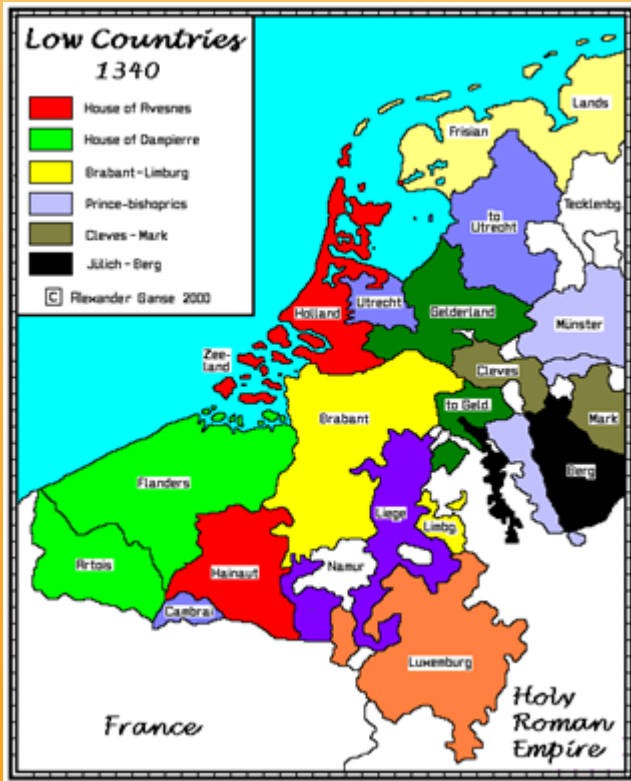 Low Countries
1340
House of Avesnes
House of Dampierre
Brabant-Limburg
Prince-bishoprics
Cleves - Mark
Jülich - Berg
C Alexander Ganse 2000
Lands
Frisian
Tecklenbg.
to
Utrecht
Utrecht
Holland
Gelderland
Münster
Zee-
land
Cleves
to Geld.
Brabant
Mark
Berg
Flanders
Liege
Limbg.
Artois
Hainaut
Namur
Cambrai
Luxemburg
France
Holy
Roman
Empire